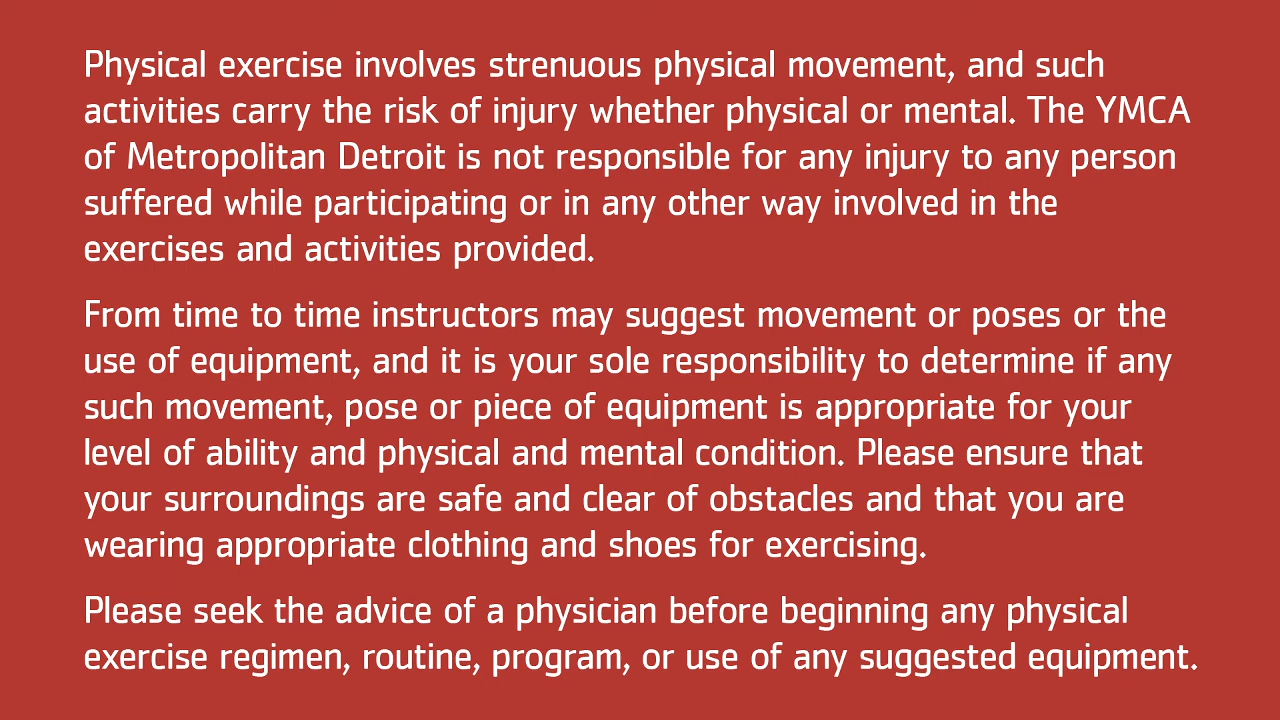 Physical exercise involves strenuous physical movement, and such
activities carry the risk of injury whether physical or mental. The YMCA
of Metropolitan Detroit is not responsible for any injury to any person
suffered while participating or in any other way involved in the
exercises and activities provided.
From time to time instructors may suggest movement or poses or the
use of equipment, and it is your sole responsibility to determine if any
such movement, pose or piece of equipment is appropriate for your
level of ability and physical and mental condition. Please ensure that
your surroundings are safe and clear of obstacles and that you are
wearing appropriate clothing and shoes for exercising.
Please seek the advice of a physician before beginning any physical
exercise regimen, routine, program, or use of any suggested equipment.